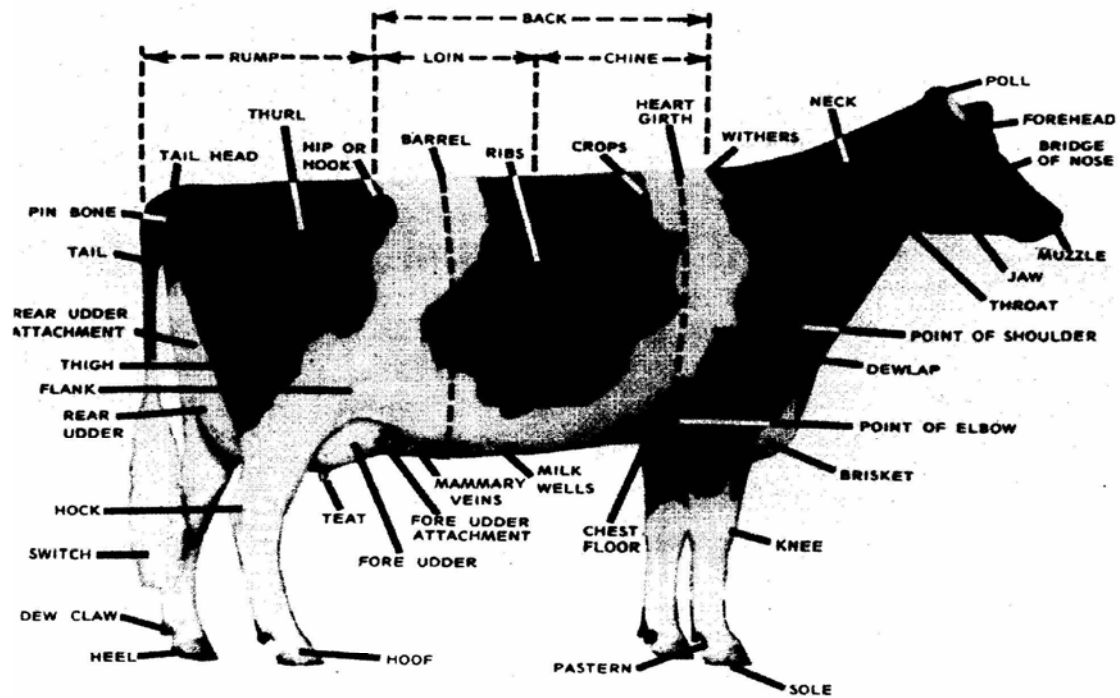 BACK
RUMP
LOIN
CHINE
POLL
THURL
HEART
GIRTH
NECK
FOREHEAD
TAIL HEAD
HIP OR
HOOK
BARREL
RIBS
CROPS
WITHERS
BRIDGE
OF NOSE
PIN BONE
TAIL
MUZZLE
JAW
THROAT
REAR UDDER
ATTACHMENT
POINT OF SHOULDER
THIGH
DEWLAP
FLANK
REAR
UDDER
POINT OF ELBOW
BRISKET
MILK
WELLS
MAMMARY
VEINS
HOCK
TEAT
FORE UDDER
ATTACHMENT
CHEST
FLOOR
KNEE
SWITCH
FORE UDDER
DEW CLAW
HEEL
HOOF
PASTERN
SOLE